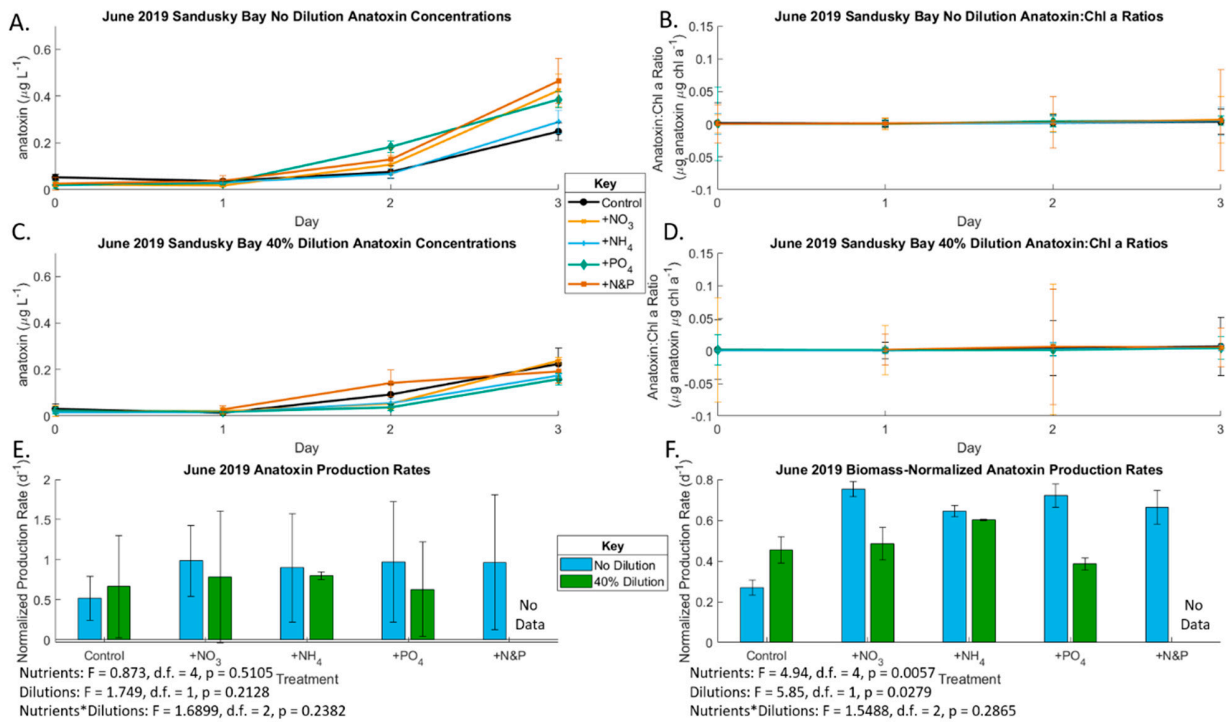 A.
June 2019 Sandusky Bay No Dilution Anatoxin Concentrations
anatoxin (μg L⁻¹)
0.6
0.4
0.2
0
0 1 2 3
Day
B.
June 2019 Sandusky Bay No Dilution Anatoxin:Chl a Ratios
Anatoxin:Chl a Ratio
(μg anatoxin μg chl a⁻¹)
0.15
0.1
0.05
0
-0.05
-0.1
0 1 2 3
Day
Key
Control
+NO₃
+NH₄
+PO₄
+N&P
C.
June 2019 Sandusky Bay 40% Dilution Anatoxin Concentrations
anatoxin (μg L⁻¹)
0.6
0.4
0.2
0
0 1 2 3
Day
D.
June 2019 Sandusky Bay 40% Dilution Anatoxin:Chl a Ratios
Anatoxin:Chl a Ratio
(μg anatoxin μg chl a⁻¹)
0.15
0.1
0.05
0
-0.05
-0.1
0 1 2 3
Day
E.
June 2019 Anatoxin Production Rates
Normalized Production Rate (d⁻¹)
2
1.5
1
0.5
0
No
Data
Control +NO₃ +NH₄ +PO₄ +N&P
Treatment
Nutrients: F = 0.873, d.f. = 4, p = 0.5105
Dilutions: F = 1.749, d.f. = 1, p = 0.2128
Nutrients*Dilutions: F = 1.6899, d.f. = 2, p = 0.2382
Key
No Dilution
40% Dilution
F.
June 2019 Biomass-Normalized Anatoxin Production Rates
Normalized Production Rate (d⁻¹)
0.8
0.6
0.4
0.2
0
No
Data
Control +NO₃ +NH₄ +PO₄ +N&P
Treatment
Nutrients: F = 4.94, d.f. = 4, p = 0.0057
Dilutions: F = 5.85, d.f. = 1, p = 0.0279
Nutrients*Dilutions: F = 1.5488, d.f. = 2, p = 0.2865